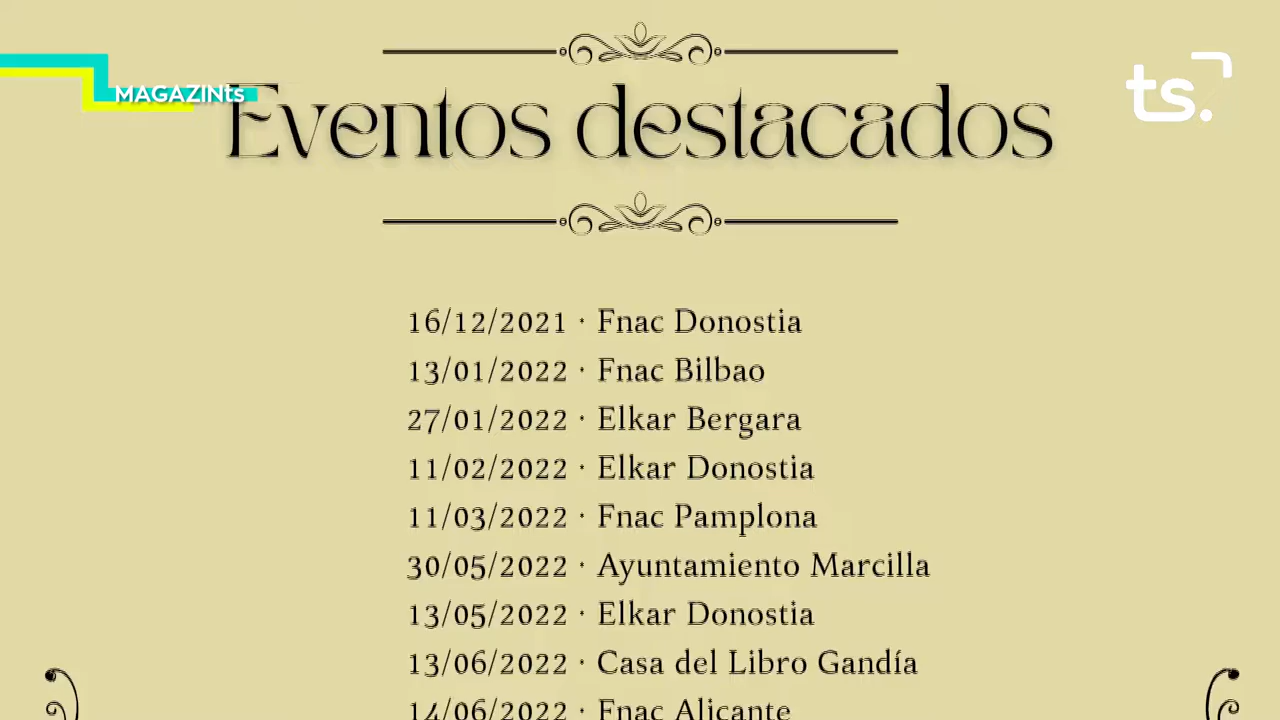 MAGAZINts
ts.
Eventos destacados
16/12/2021 · Fnac Donostia
13/01/2022 · Fnac Bilbao
27/01/2022 · Elkar Bergara
11/02/2022 · Elkar Donostia
11/03/2022 · Fnac Pamplona
30/05/2022 · Ayuntamiento Marcilla
13/05/2022 · Elkar Donostia
13/06/2022 · Casa del Libro Gandía
14/06/2022 · Fnac Alicante